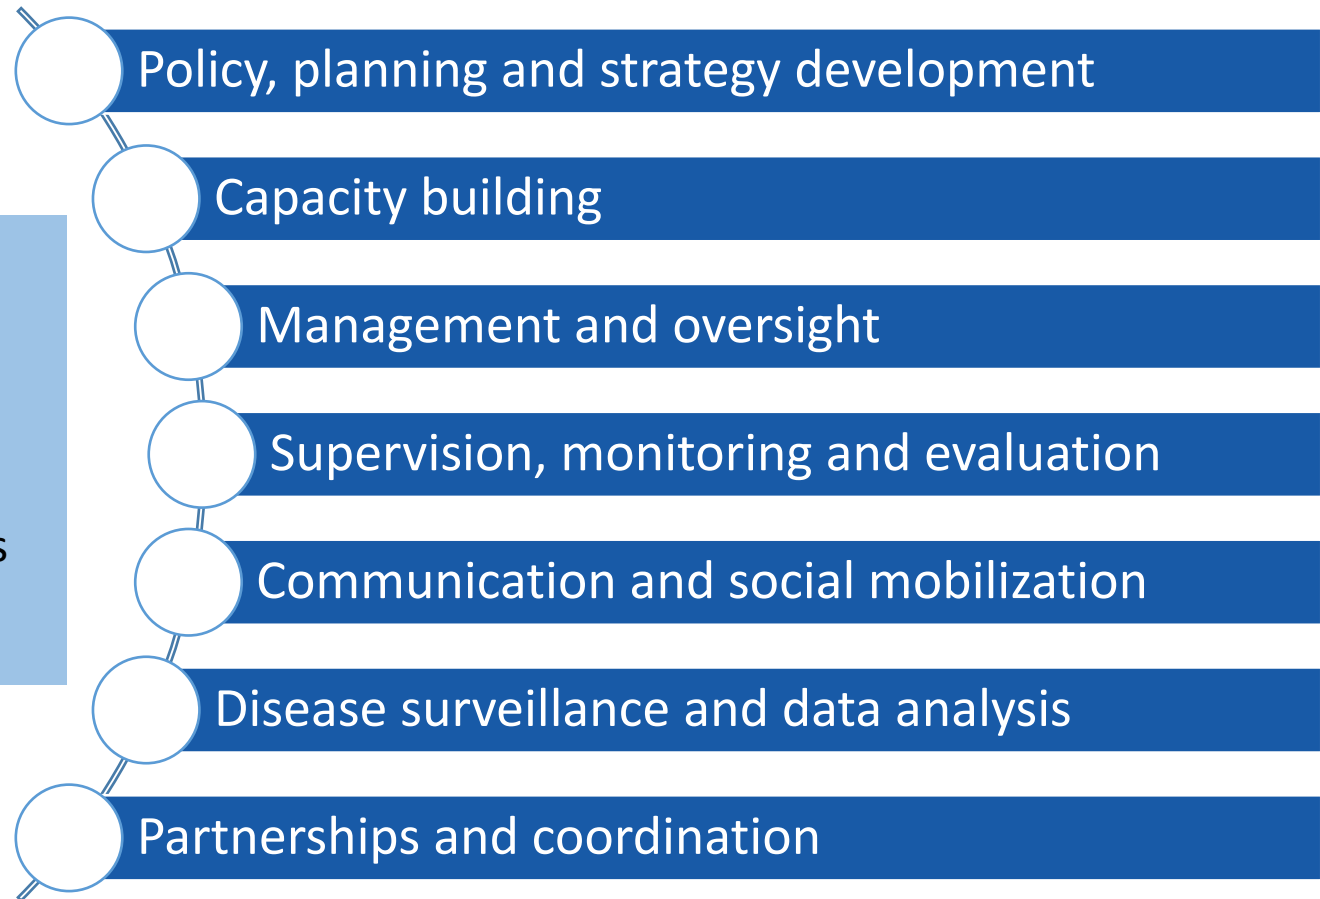 Policy, planning and strategy development
Capacity building
Management and oversight
Supervision, monitoring and evaluation
s
Communication and social mobilization
Disease surveillance and data analysis
Partnerships and coordination